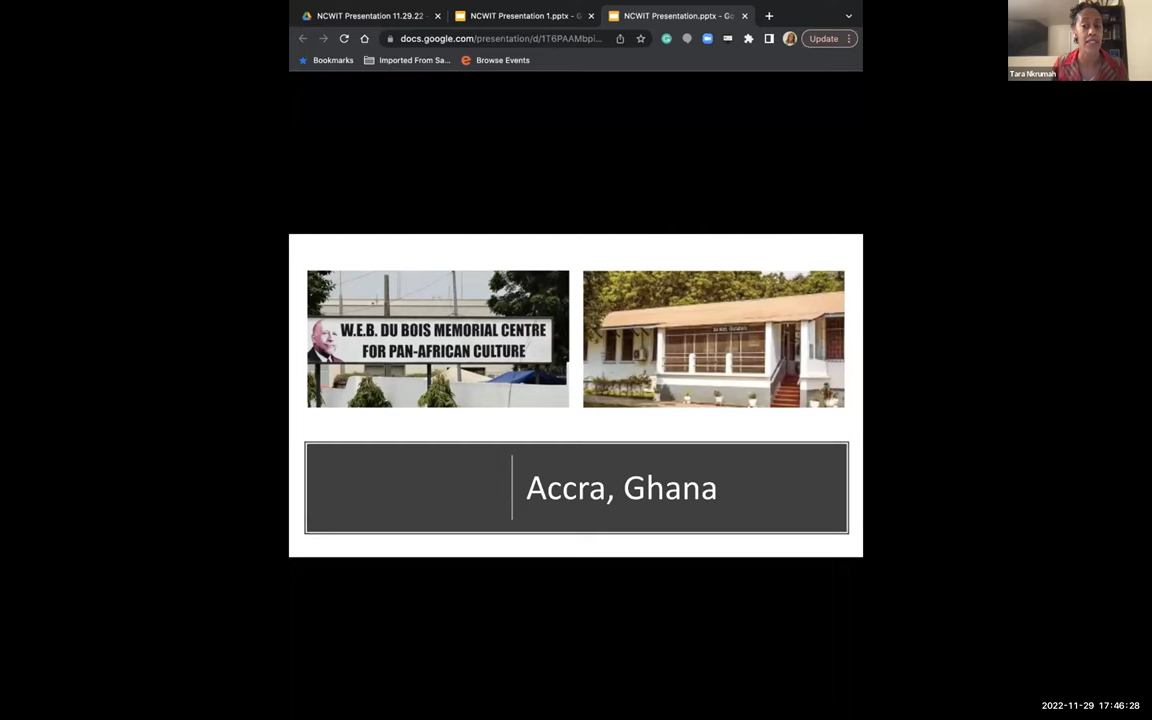 NCWIT Presentation 11.29.22
NCWIT Presentation 1.pptx - G
NCWIT Presentation.pptx - Go
docs.google.com/presentation/d/1T6PAAMbpi...
Update
Bookmarks
Imported From Sa...
Browse Events
Tara Nkrumah
W.E.B. DU BOIS MEMORIAL CENTRE
FOR PAN-AFRICAN CULTURE
Accra, Ghana
2022-11-29 17:46:28